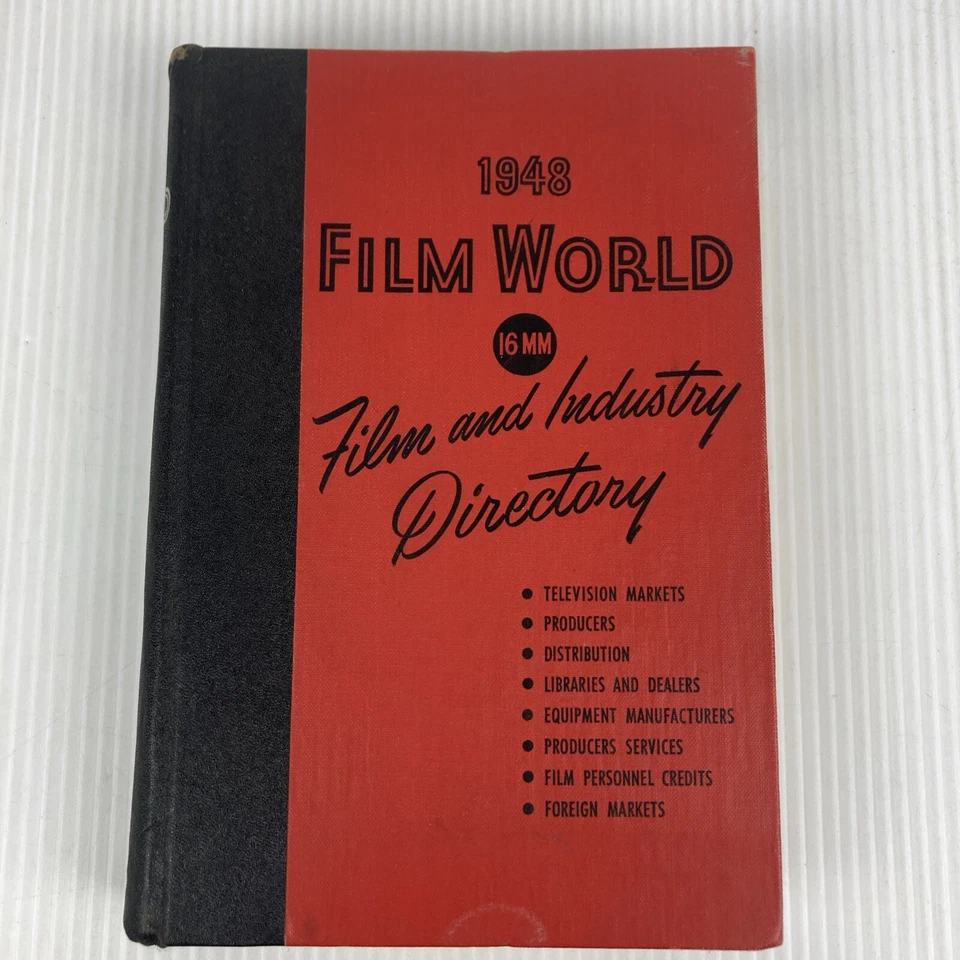 1948
FILM WORLD
16 MM
Film and Industry
Directory
• TELEVISION MARKETS
• PRODUCERS
• DISTRIBUTION
• LIBRARIES AND DEALERS
• EQUIPMENT MANUFACTURERS
• PRODUCERS SERVICES
• FILM PERSONNEL CREDITS
• FOREIGN MARKETS